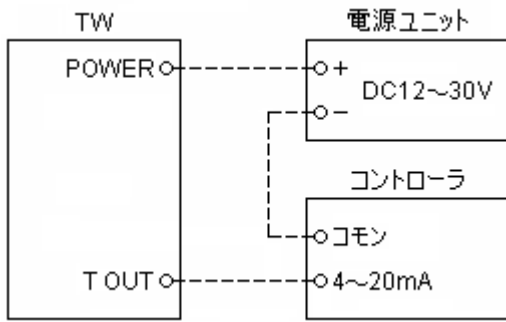 TW
電源ユニット
POWER
+
DC12～30V
−
コントローラ
コモン
T OUT
4～20mA